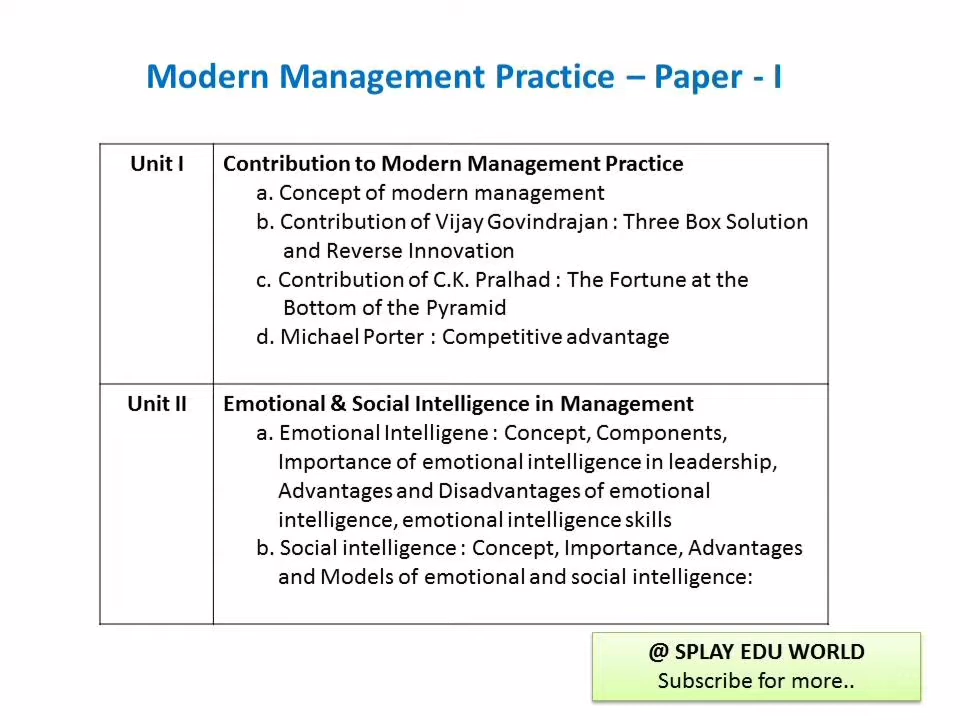 Modern Management Practice – Paper - I
Unit I
Contribution to Modern Management Practice
a. Concept of modern management
b. Contribution of Vijay Govindrajan : Three Box Solution
and Reverse Innovation
c. Contribution of C.K. Pralhad : The Fortune at the
Bottom of the Pyramid
d. Michael Porter : Competitive advantage
Unit II
Emotional & Social Intelligence in Management
a. Emotional Intelligene : Concept, Components,
Importance of emotional intelligence in leadership,
Advantages and Disadvantages of emotional
intelligence, emotional intelligence skills
b. Social intelligence : Concept, Importance, Advantages
and Models of emotional and social intelligence:
@ SPLAY EDU WORLD
Subscribe for more..